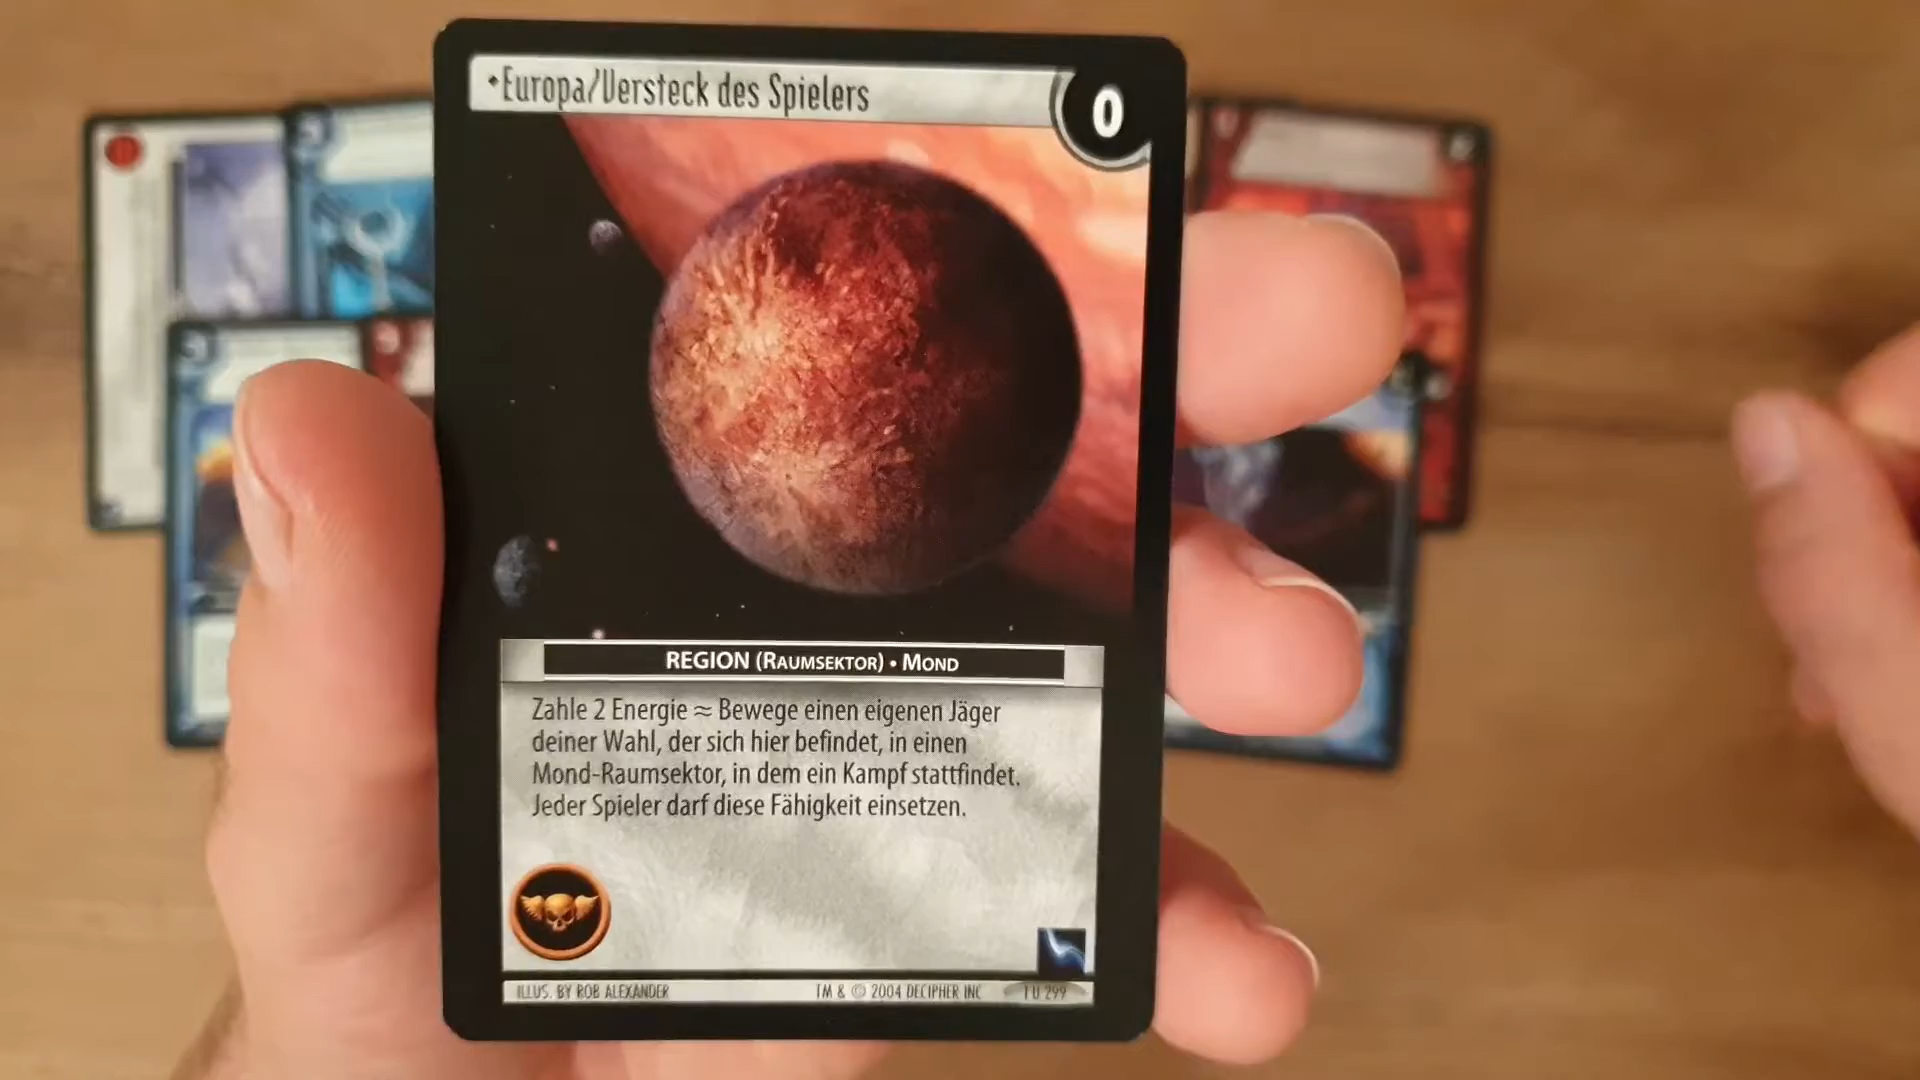 •Europa/Versteck des Spielers
0
REGION (RAUMSEKTOR) • MOND
Zahle 2 Energie ≈ Bewege einen eigenen Jäger
deiner Wahl, der sich hier befindet, in einen
Mond-Raumsektor, in dem ein Kampf stattfindet.
Jeder Spieler darf diese Fähigkeit einsetzen.
ILLUS. BY ROB ALEXANDER TM & © 2004 DECIPHER INC 1 U 299